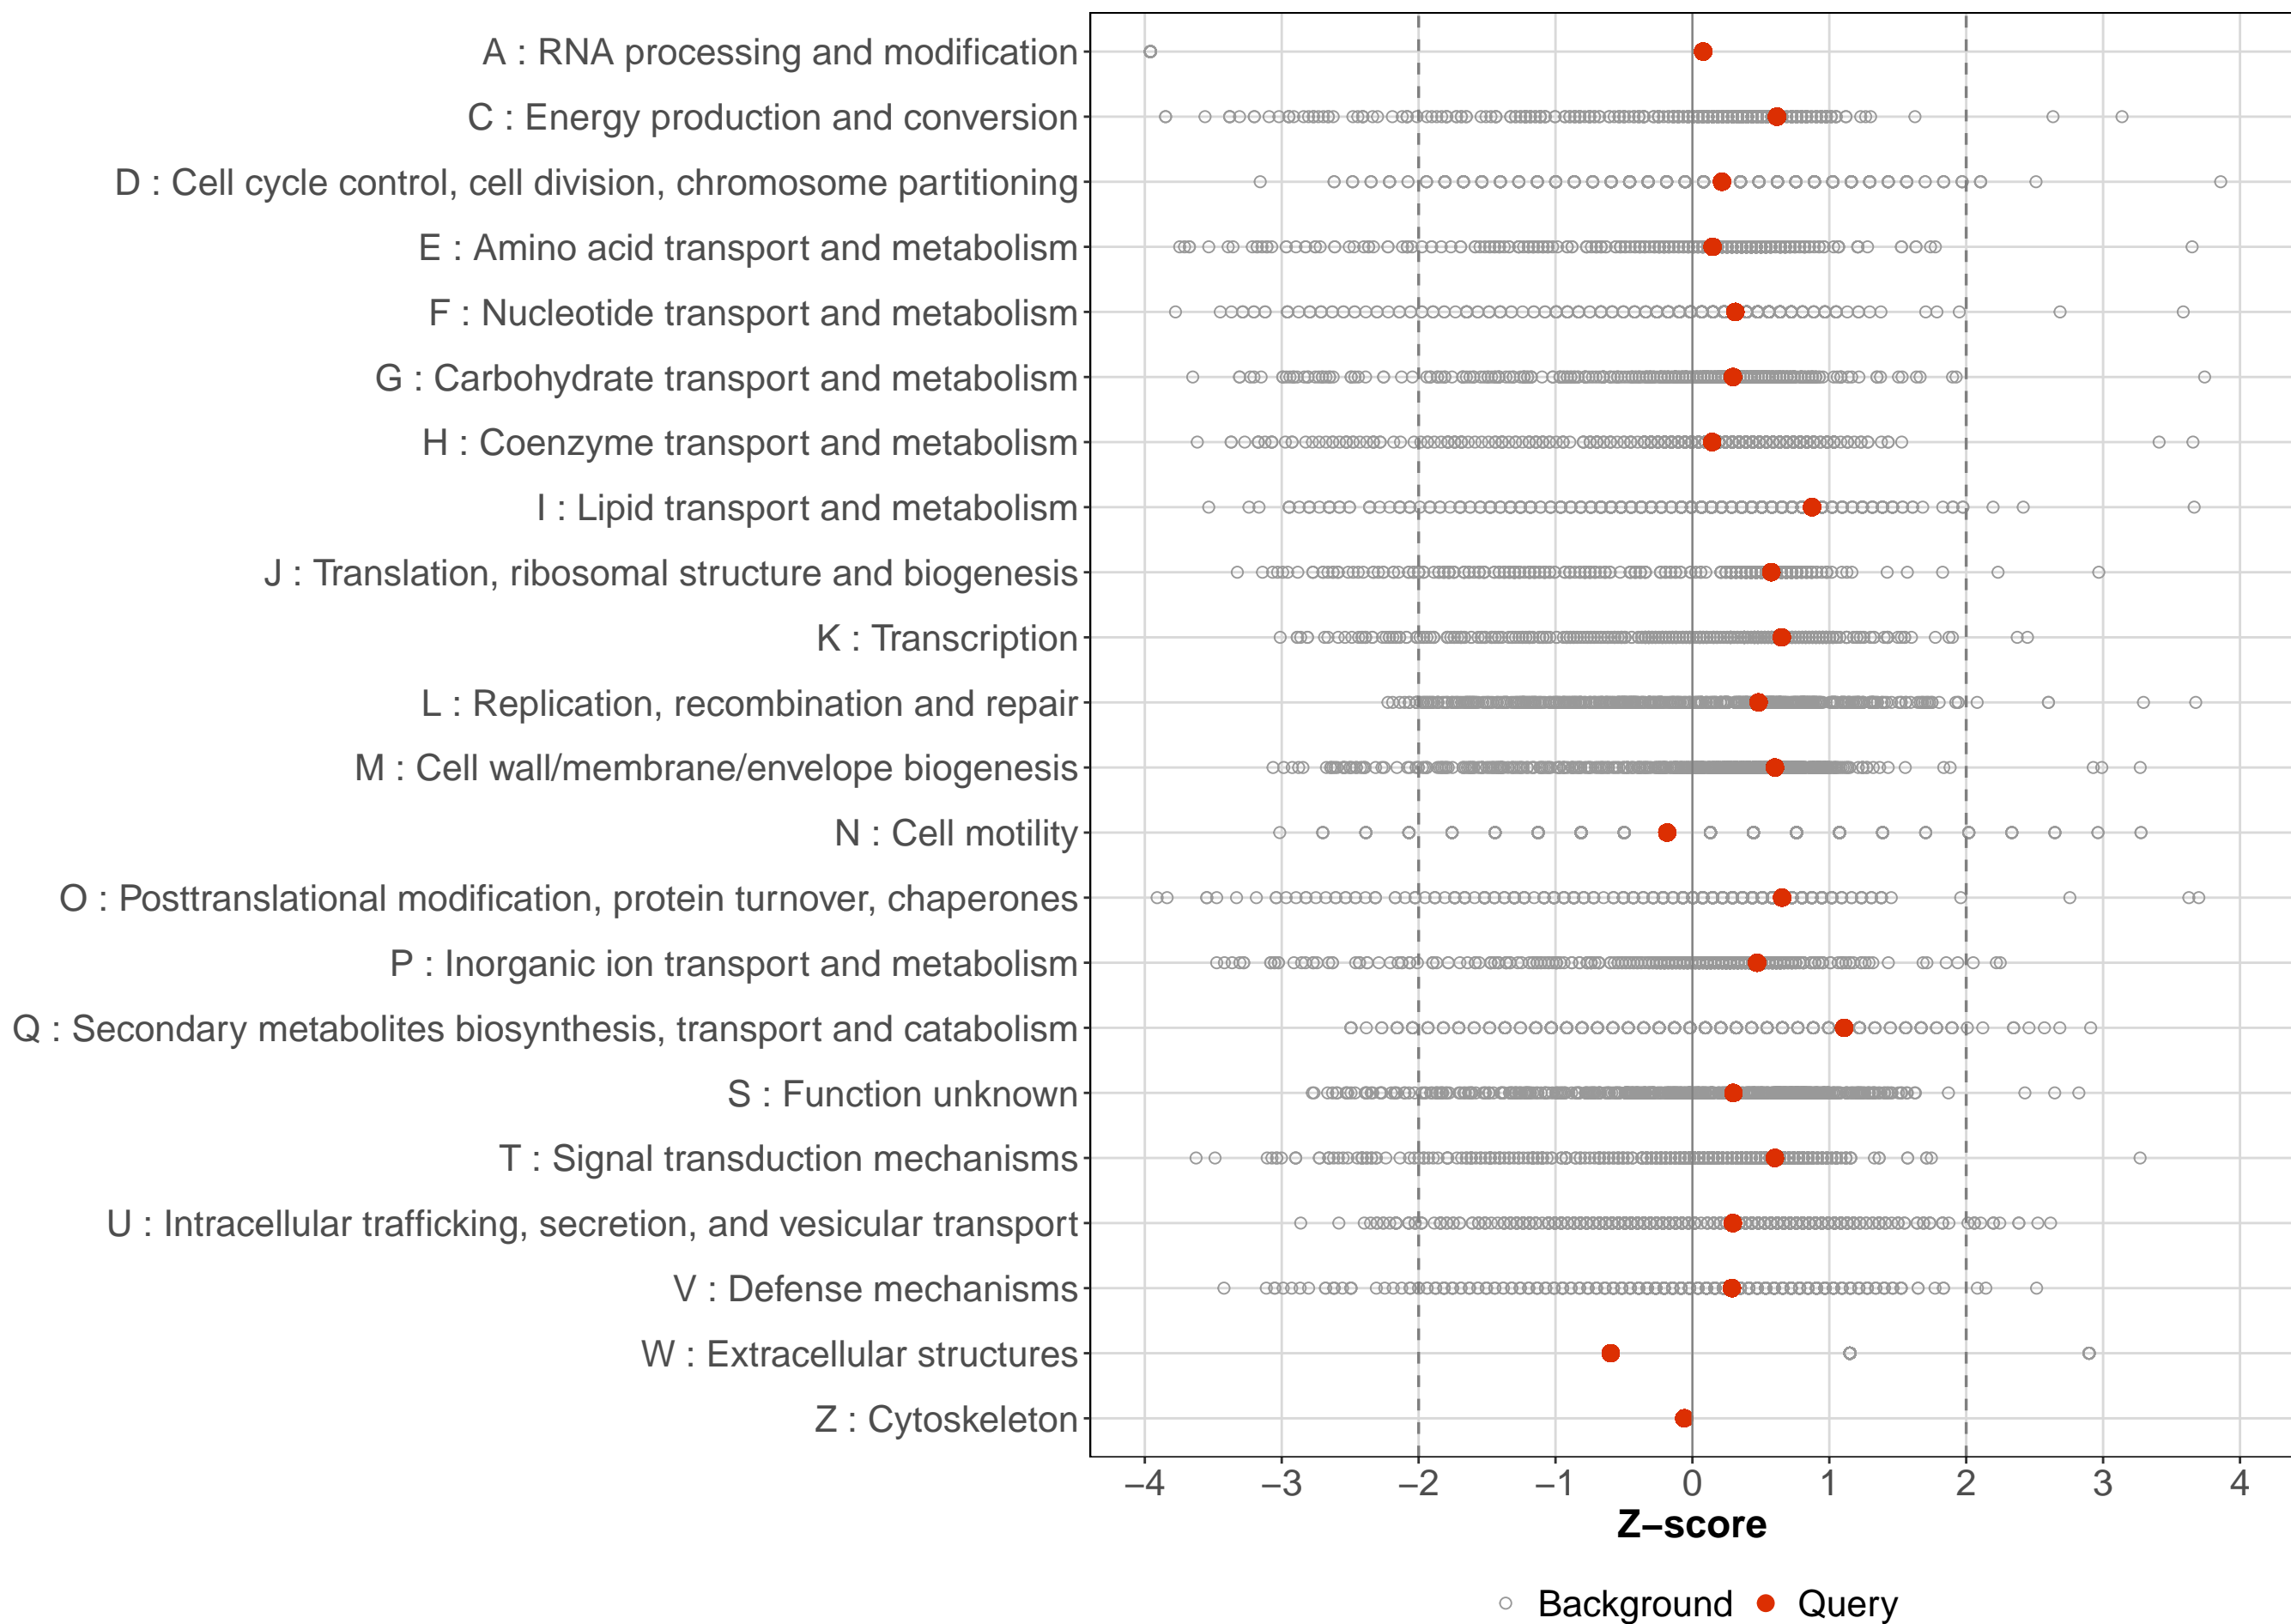 A : RNA processing and modification
C : Energy production and conversion
D : Cell cycle control, cell division, chromosome partitioning
E : Amino acid transport and metabolism
F : Nucleotide transport and metabolism
G : Carbohydrate transport and metabolism
H : Coenzyme transport and metabolism
I : Lipid transport and metabolism
J : Translation, ribosomal structure and biogenesis
K : Transcription
L : Replication, recombination and repair
M : Cell wall/membrane/envelope biogenesis
N : Cell motility
O : Posttranslational modification, protein turnover, chaperones
P : Inorganic ion transport and metabolism
Q : Secondary metabolites biosynthesis, transport and catabolism
S : Function unknown
T : Signal transduction mechanisms
U : Intracellular trafficking, secretion, and vesicular transport
V : Defense mechanisms
W : Extracellular structures
Z : Cytoskeleton
−4 −3 −2 −1 0 1 2 3 4
Z−score
Background Query